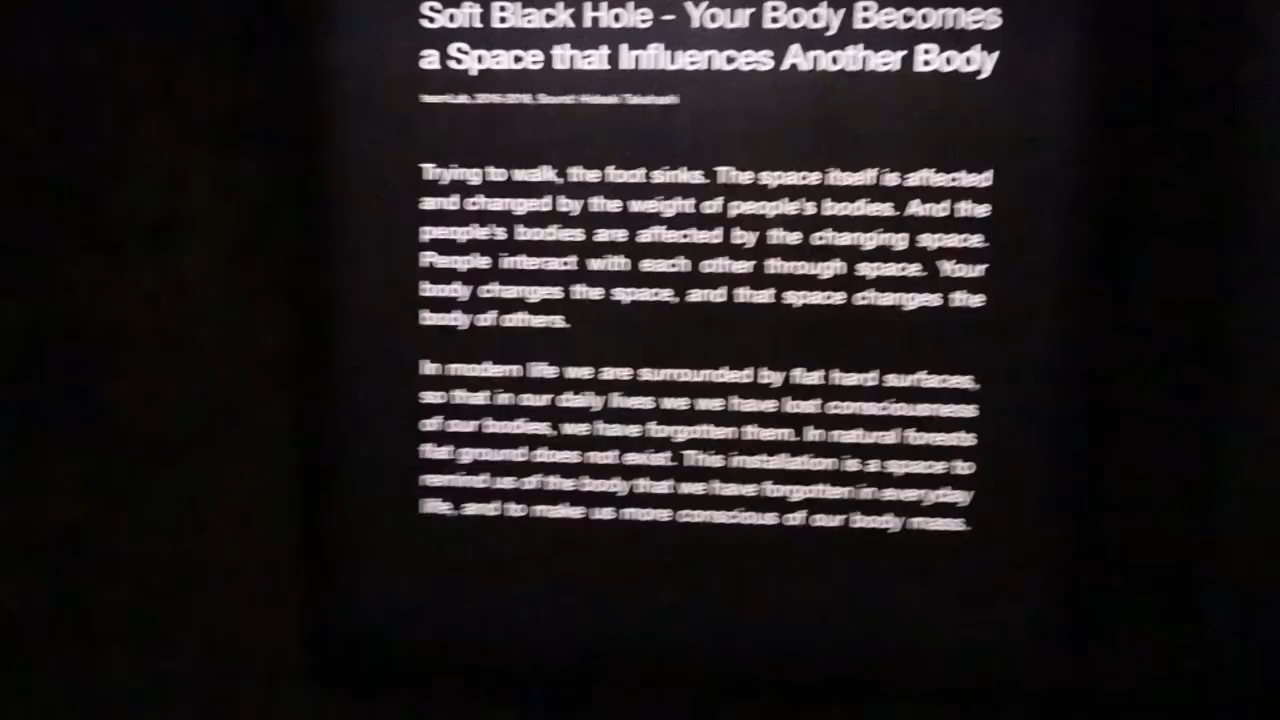 Soft Black Hole - Your Body Becomes
a Space that Influences Another Body
teamLab, 2016-2018, Sound: Hideaki Takahashi
Trying to walk, the foot sinks. The space itself is affected
and changed by the weight of people's bodies. And the
people's bodies are affected by the changing space.
People interact with each other through space. Your
body changes the space, and that space changes the
body of others.
In modern life we are surrounded by flat hard surfaces,
so that in our daily lives we we have lost consciousness
of our bodies, we have forgotten them. In natural forests
flat ground does not exist. This installation is a space to
remind us of the body that we have forgotten in everyday
life, and to make us more conscious of our body mass.